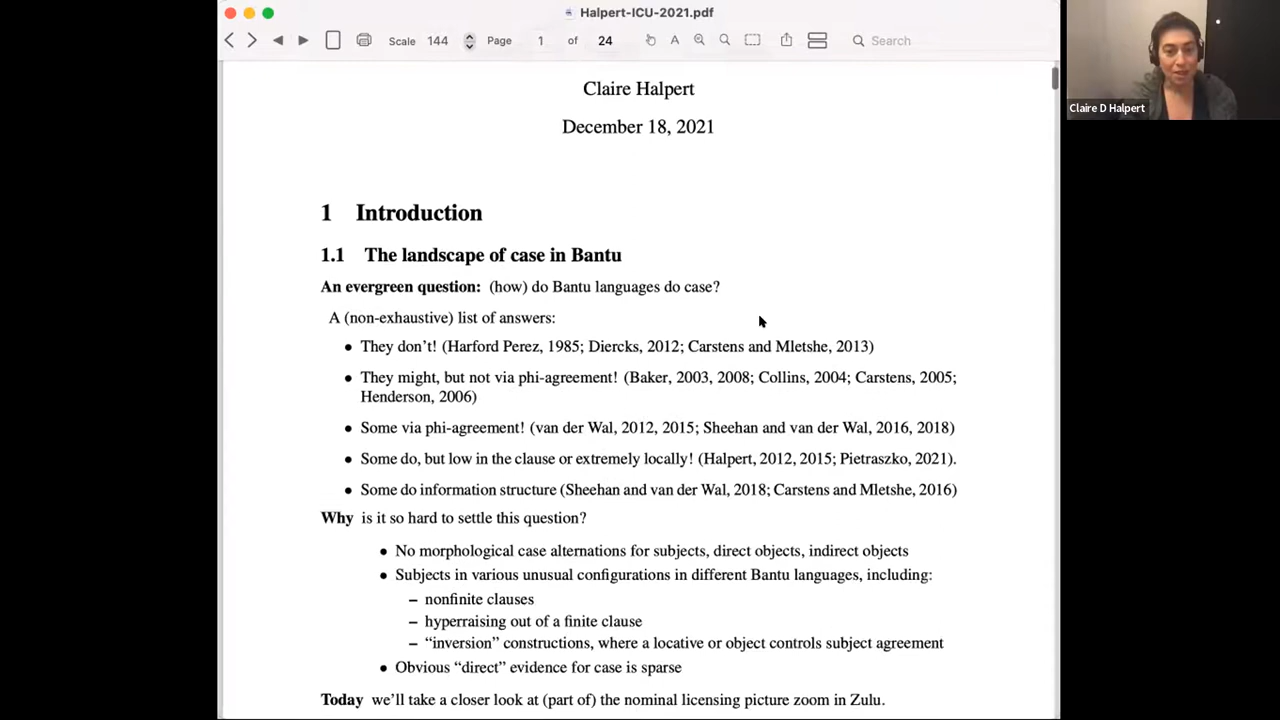 Halpert-ICU-2021.pdf
Scale 144 Page 1 of 24 Search
Claire D Halpert
Claire Halpert
December 18, 2021
1 Introduction
1.1 The landscape of case in Bantu
An evergreen question: (how) do Bantu languages do case?
A (non-exhaustive) list of answers:
• They don't! (Harford Perez, 1985; Diercks, 2012; Carstens and Mletshe, 2013)
• They might, but not via phi-agreement! (Baker, 2003, 2008; Collins, 2004; Carstens, 2005;
Henderson, 2006)
• Some via phi-agreement! (van der Wal, 2012, 2015; Sheehan and van der Wal, 2016, 2018)
• Some do, but low in the clause or extremely locally! (Halpert, 2012, 2015; Pietraszko, 2021).
• Some do information structure (Sheehan and van der Wal, 2018; Carstens and Mletshe, 2016)
Why is it so hard to settle this question?
• No morphological case alternations for subjects, direct objects, indirect objects
• Subjects in various unusual configurations in different Bantu languages, including:
– nonfinite clauses
– hyperraising out of a finite clause
– “inversion” constructions, where a locative or object controls subject agreement
• Obvious “direct” evidence for case is sparse
Today we'll take a closer look at (part of) the nominal licensing picture zoom in Zulu.